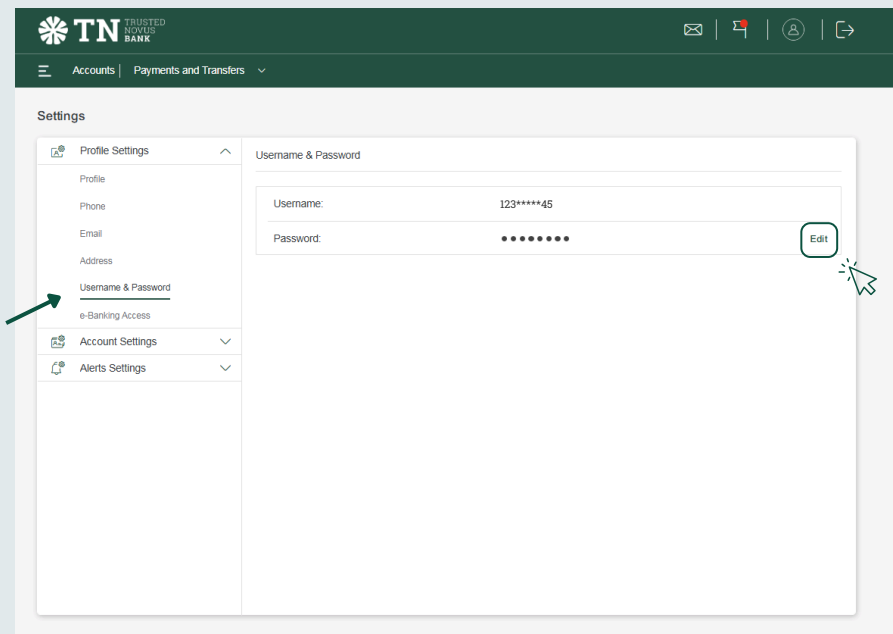 TN TRUSTED
NOVUS
BANK
Accounts | Payments and Transfers
Settings
Profile Settings
Profile
Phone
Email
Address
Username & Password
e-Banking Access
Account Settings
Alerts Settings
Username & Password
Username: 123*****45
Password: ●●●●●●●●
Edit